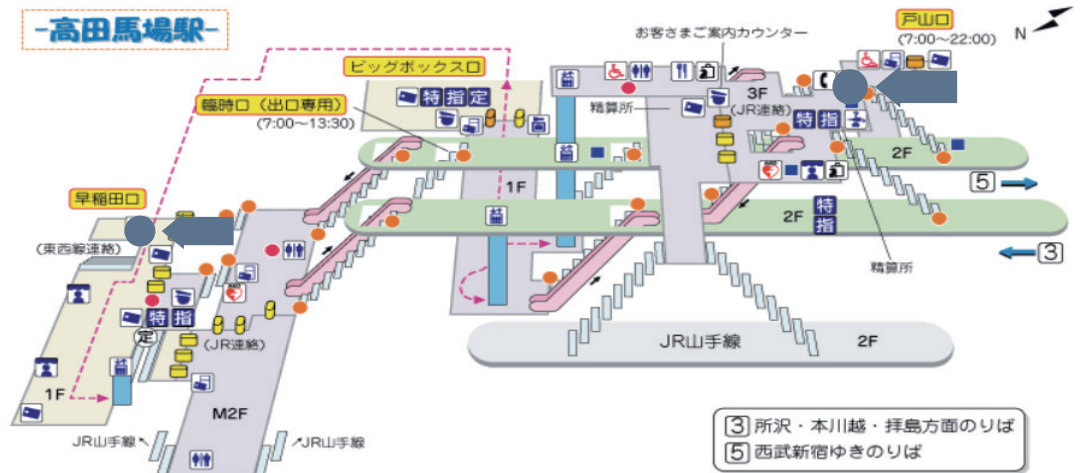 -高田馬場駅-
お客さまご案内カウンター
戸山口
(7:00～22:00)
N
ビッグボックス口
臨時口（出口専用）
(7:00～13:30)
特 指 定
精算所
3F
(JR連絡)
特 指
2F
5
早稲田口
(東西線連絡)
1F
2F
特
指
3
精算所
AED
AED
特 指
定
(JR連絡)
JR山手線
2F
1F
M2F
JR山手線
JR山手線
3 所沢・本川越・拝島方面のりば
5 西武新宿ゆきのりば